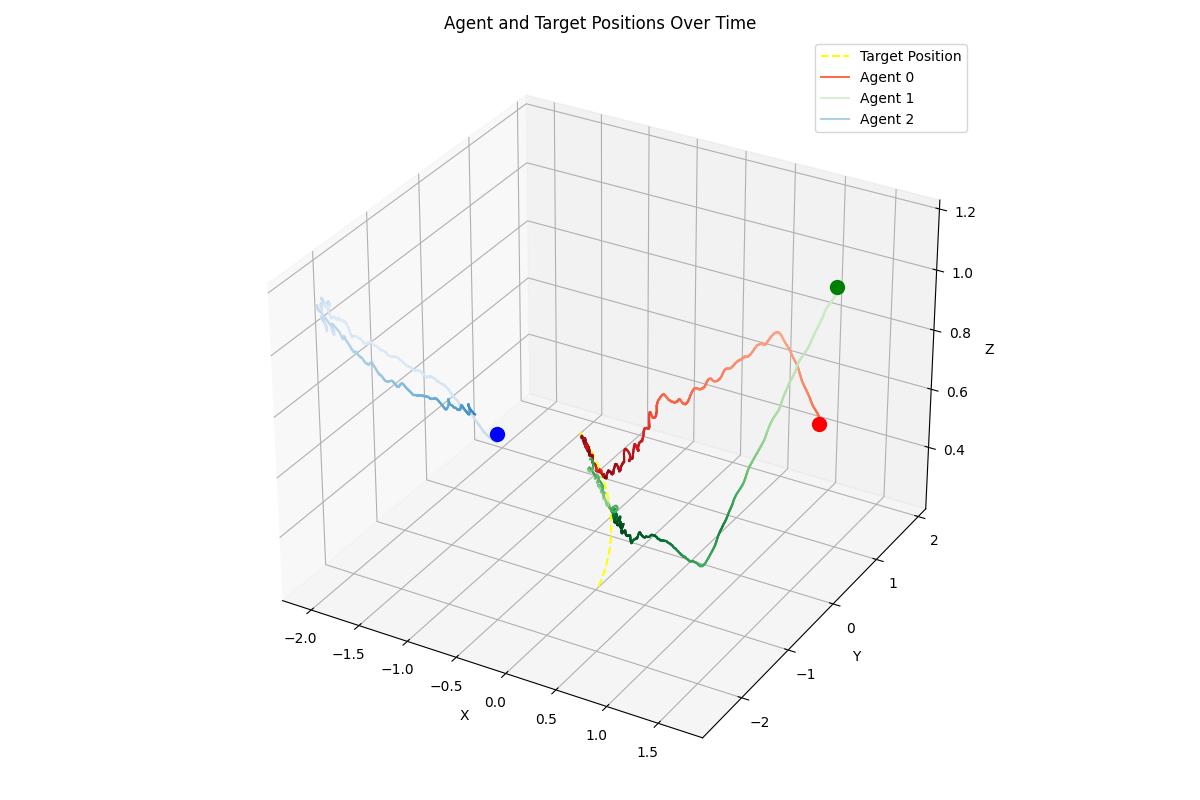 Agent and Target Positions Over Time
Target Position
Agent 0
Agent 1
Agent 2
1.2
1.0
0.8
0.6
0.4
Z
2
1
0
−1
−2
Y
−2.0
−1.5
−1.0
−0.5
0.0
0.5
1.0
1.5
X